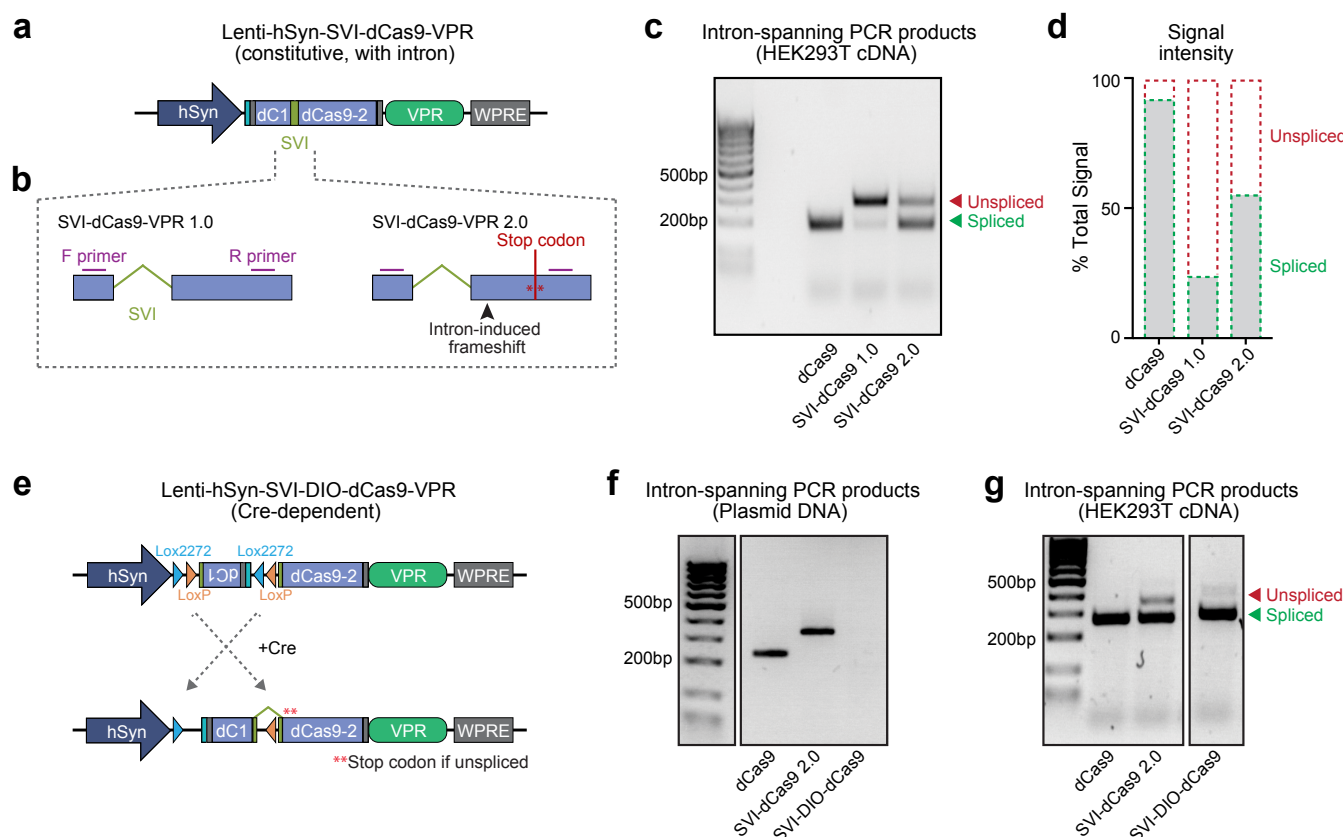 a
Lenti-hSyn-SVI-dCas9-VPR
(constitutive, with intron)
hSyn
dC1
dCas9-2
VPR
WPRE
SVI
b
SVI-dCas9-VPR 1.0
F primer
R primer
SVI
SVI-dCas9-VPR 2.0
Stop codon
**
Intron-induced
frameshift
c
Intron-spanning PCR products
(HEK293T cDNA)
500bp
200bp
Unspliced
Spliced
dCas9
SVI-dCas9 1.0
SVI-dCas9 2.0
d
Signal
intensity
% Total Signal
100
50
0
Unspliced
Spliced
dCas9
SVI-dCas9 1.0
SVI-dCas9 2.0
e
Lenti-hSyn-SVI-DIO-dCas9-VPR
(Cre-dependent)
Lox2272
Lox2272
hSyn
dC1
dCas9-2
VPR
WPRE
LoxP
LoxP
+Cre
**
hSyn
dC1
dCas9-2
VPR
WPRE
**Stop codon if unspliced
f
Intron-spanning PCR products
(Plasmid DNA)
500bp
200bp
dCas9
SVI-dCas9 2.0
SVI-DIO-dCas9
g
Intron-spanning PCR products
(HEK293T cDNA)
500bp
200bp
Unspliced
Spliced
dCas9
SVI-dCas9 2.0
SVI-DIO-dCas9